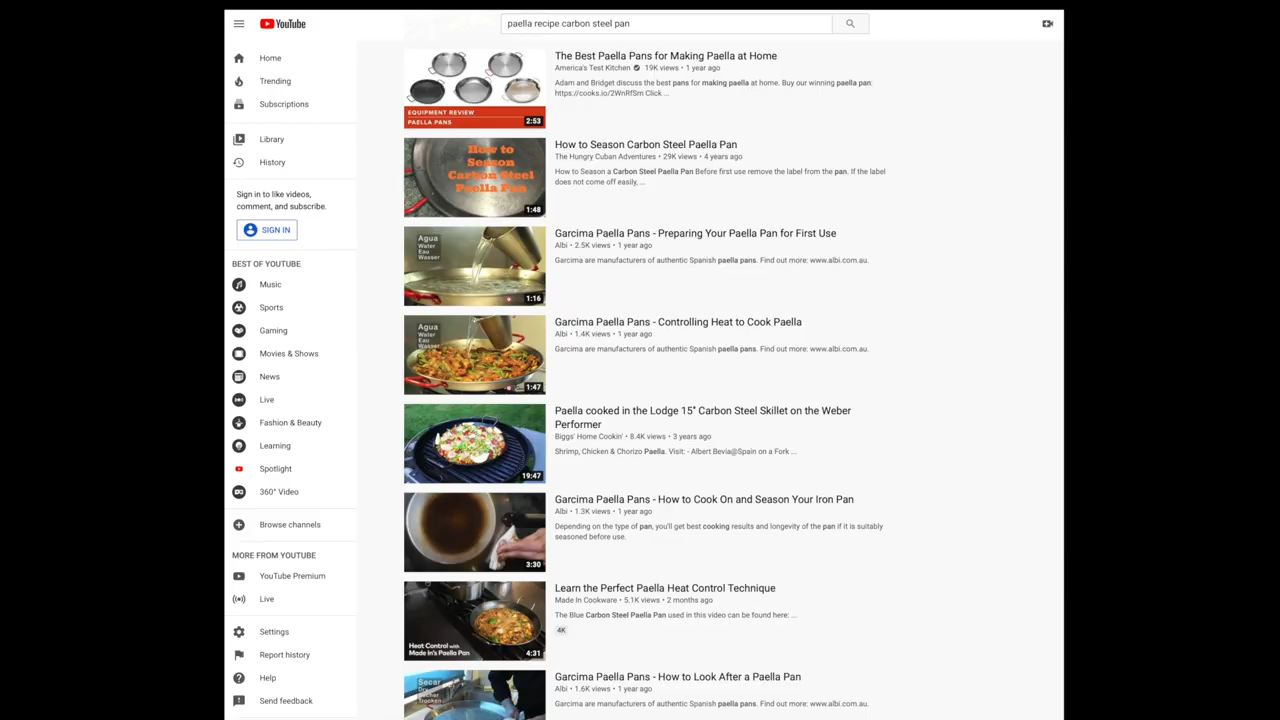 YouTube
paella recipe carbon steel pan
Home
Trending
Subscriptions
Library
History
Sign in to like videos,
comment, and subscribe.
SIGN IN
BEST OF YOUTUBE
Music
Sports
Gaming
Movies & Shows
News
Live
Fashion & Beauty
Learning
Spotlight
360° Video
Browse channels
MORE FROM YOUTUBE
YouTube Premium
Live
Settings
Report history
Help
Send feedback
EQUIPMENT REVIEW
PAELLA PANS
2:53
The Best Paella Pans for Making Paella at Home
America's Test Kitchen 19K views • 1 year ago
Adam and Bridget discuss the best pans for making paella at home. Buy our winning paella pan:
https://cooks.io/2WnRfSm Click ...
How to
Season
Carbon Steel
Paella Pan
1:48
How to Season Carbon Steel Paella Pan
The Hungry Cuban Adventures • 29K views • 4 years ago
How to Season a Carbon Steel Paella Pan Before first use remove the label from the pan. If the label
does not come off easily, ...
Agua
Water
Eau
Wasser
1:16
Garcima Paella Pans - Preparing Your Paella Pan for First Use
Albi • 2.5K views • 1 year ago
Garcima are manufacturers of authentic Spanish paella pans. Find out more: www.albi.com.au.
Agua
Water
Eau
Wasser
1:47
Garcima Paella Pans - Controlling Heat to Cook Paella
Albi • 1.4K views • 1 year ago
Garcima are manufacturers of authentic Spanish paella pans. Find out more: www.albi.com.au.
19:47
Paella cooked in the Lodge 15" Carbon Steel Skillet on the Weber
Performer
Biggs' Home Cookin' • 8.4K views • 3 years ago
Shrimp, Chicken & Chorizo Paella. Visit: - Albert Bevia@Spain on a Fork ...
3:30
Garcima Paella Pans - How to Cook On and Season Your Iron Pan
Albi • 1.3K views • 1 year ago
Depending on the type of pan, you'll get best cooking results and longevity of the pan if it is suitably
seasoned before use.
Heat Control with
Made In's Paella Pan
4:31
Learn the Perfect Paella Heat Control Technique
Made In Cookware • 5.1K views • 2 months ago
The Blue Carbon Steel Paella Pan used in this video can be found here: ...
4K
Secar
Dry
Trocken
Garcima Paella Pans - How to Look After a Paella Pan
Albi • 1.6K views • 1 year ago
Garcima are manufacturers of authentic Spanish paella pans. Find out more: www.albi.com.au.